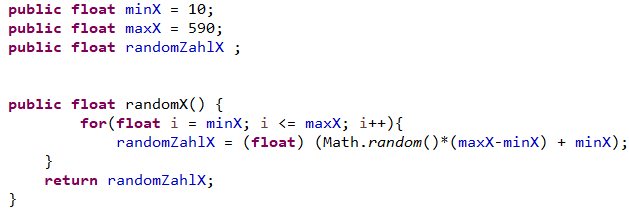 public float minX = 10;
public float maxX = 590;
public float randomZahlX ;
public float randomX() {
for(float i = minX; i <= maxX; i++){
randomZahlX = (float) (Math.random()*(maxX-minX) + minX);
}
return randomZahlX;
}